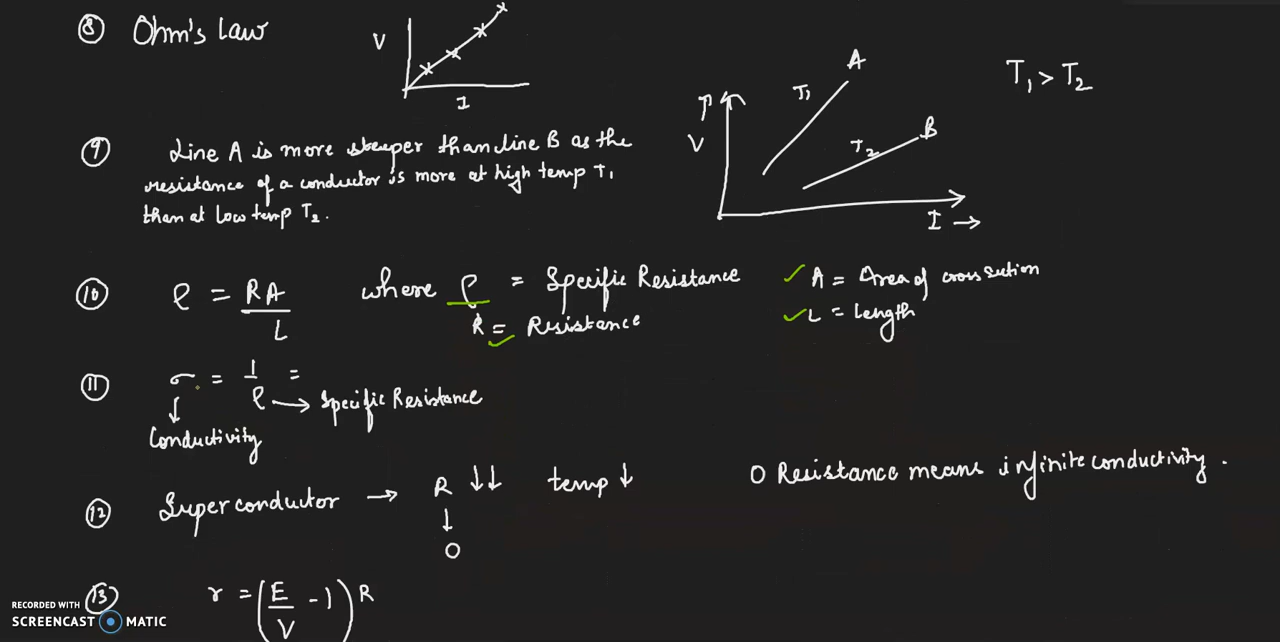 ⑧ Ohm's Law
V
I
⑨ Line A is more steeper than line B as the
resistance of a conductor is more at high temp T₁
than at low temp T₂.
V
I →
T₁
A
T₂
B
T₁ > T₂
⑩ ρ = RA/L where ρ = Specific Resistance
R = Resistance
✓ A = Area of cross section
✓ L = Length
⑪ σ = 1/ρ =
→ Specific Resistance
↓
Conductivity
⑫ Super conductor → R ↓↓ temp ↓
↓
0
0 Resistance means infinite conductivity.
⑬ r = (E/V - 1) R
RECORDED WITH
SCREENCAST O MATIC